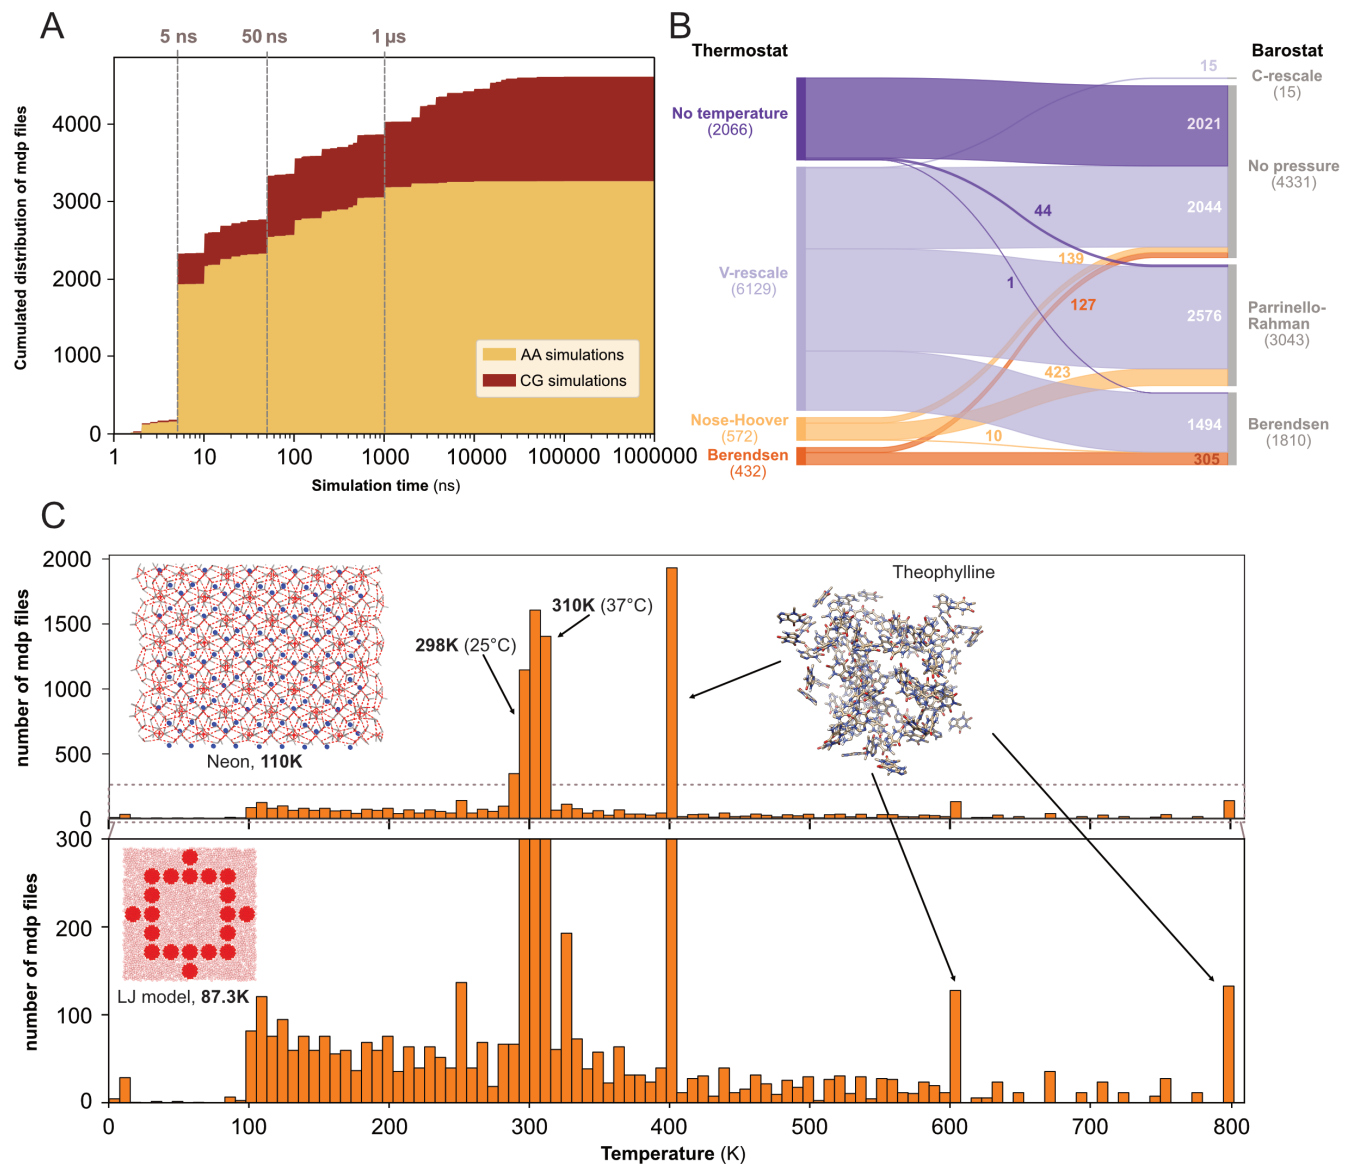 A
5 ns
50 ns
1 µs
Cumulated distribution of mdp files
4000
3000
2000
1000
0
AA simulations
CG simulations
1
10
100
1000
10000
100000
1000000
Simulation time (ns)
B
Thermostat
Barostat
No temperature
(2066)
V-rescale
(6129)
Nose-Hoover
(572)
Berendsen
(432)
15
2021
2044
44
139
1
127
2576
423
1494
10
305
C-rescale
(15)
No pressure
(4331)
Parrinello-
Rahman
(3043)
Berendsen
(1810)
C
number of mdp files
2000
1500
1000
500
0
Neon, 110K
298K (25°C)
310K (37°C)
Theophylline
number of mdp files
300
200
100
0
LJ model, 87.3K
0
100
200
300
400
500
600
700
800
Temperature (K)